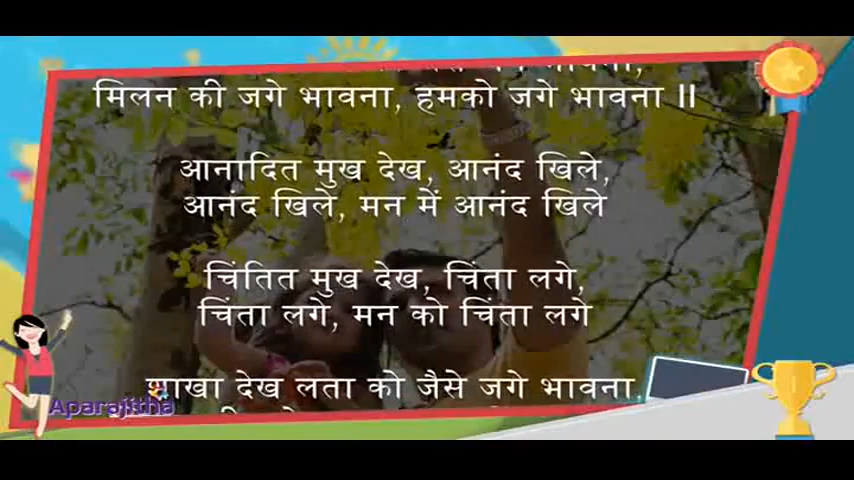 मिलन की जगे भावना, हमको जगे भावना II
आनादित मुख देख, आनंद खिले,
आनंद खिले, मन में आनंद खिले
चिंतित मुख देख, चिंता लगे,
चिंता लगे, मन को चिंता लगे
शाखा देख लता को जैसे जगे भावना,
Aparajitha